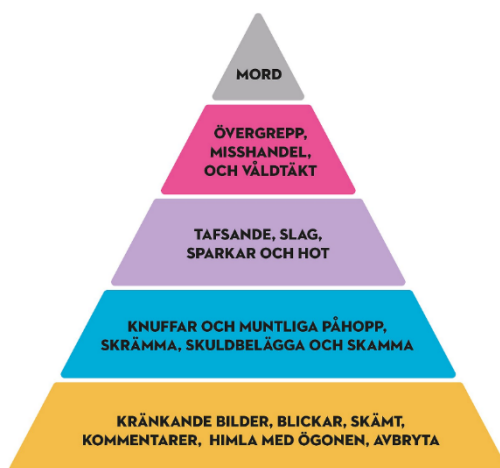 MORD
ÖVERGREPP,
MISSHANDEL,
OCH VÅLDTÄKT
TAFSANDE, SLAG,
SPARKAR OCH HOT
KNUFFAR OCH MUNTLIGA PÅHOPP,
SKRÄMMA, SKULDBELÄGGA OCH SKAMMA
KRÄNKANDE BILDER, BLICKAR, SKÄMT,
KOMMENTARER, HIMLA MED ÖGONEN, AVBRYTA